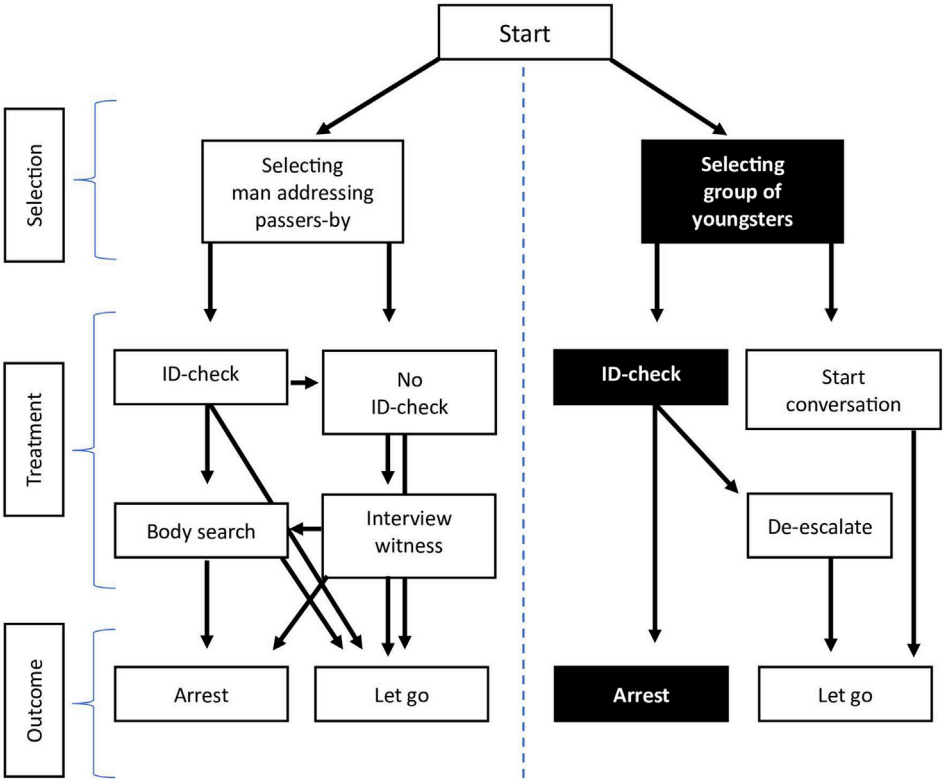 Start
Selection
Selecting
man addressing
passers-by
Selecting
group of
youngsters
Treatment
ID-check
No
ID-check
ID-check
Start
conversation
Body search
Interview
witness
De-escalate
Outcome
Arrest
Let go
Arrest
Let go